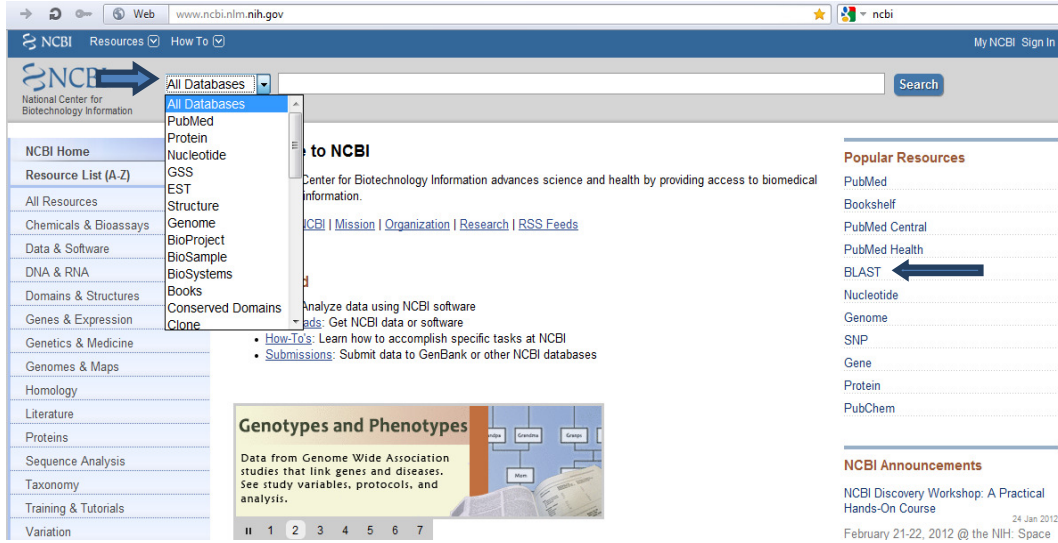 Web www.ncbi.nlm.nih.gov ncbi
NCBI Resources How To My NCBI Sign In
NCBI
National Center for
Biotechnology Information
All Databases Search
All Databases
PubMed
Protein
Nucleotide
GSS
EST
Structure
Genome
BioProject
BioSample
BioSystems
Books
Conserved Domains
Clone
NCBI Home
Resource List (A-Z)
All Resources
Chemicals & Bioassays
Data & Software
DNA & RNA
Domains & Structures
Genes & Expression
Genetics & Medicine
Genomes & Maps
Homology
Literature
Proteins
Sequence Analysis
Taxonomy
Training & Tutorials
Variation
to NCBI
Center for Biotechnology Information advances science and health by providing access to biomedical
information.
NCBI | Mission | Organization | Research | RSS Feeds
Analyze data using NCBI software
ads: Get NCBI data or software
How-To's: Learn how to accomplish specific tasks at NCBI
Submissions: Submit data to GenBank or other NCBI databases
Genotypes and Phenotypes
Data from Genome Wide Association
studies that link genes and diseases.
See study variables, protocols, and
analysis.
Grandma
Mom
1 2 3 4 5 6 7
Popular Resources
PubMed
Bookshelf
PubMed Central
PubMed Health
BLAST
Nucleotide
Genome
SNP
Gene
Protein
PubChem
NCBI Announcements
NCBI Discovery Workshop: A Practical
Hands-On Course
24 Jan 2012
February 21-22, 2012 @ the NIH: Space